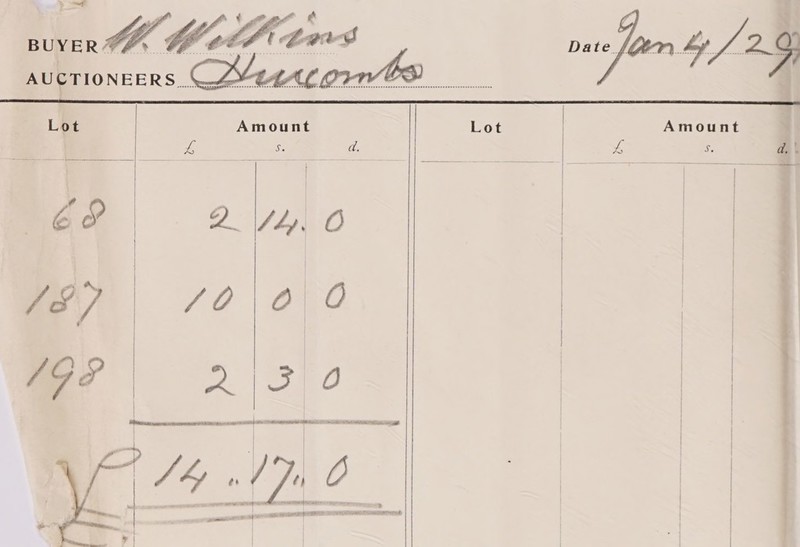 BUYER W. Wilkins Date Jan 4/29
AUCTIONEERS Huscombs
Lot Amount Lot Amount
£ s. d. £ s. d.
68 2 14. 0
187 10 0 0
198 2 3 0
£ 14 „ 17 „ 0